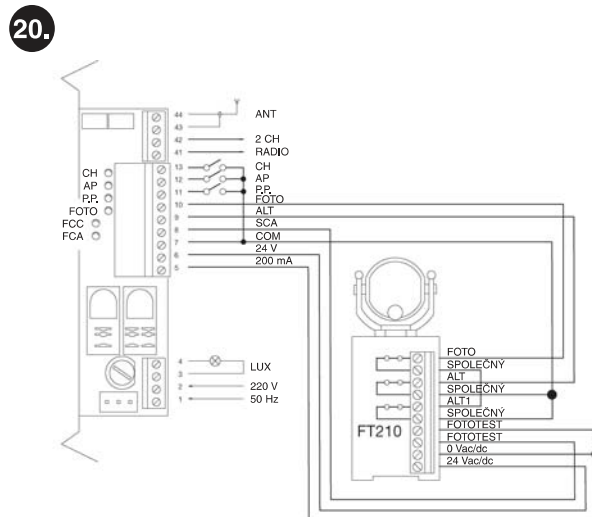 20.
44
ANT
43
42
2 CH
41
RADIO
13
CH
12
AP
11
P.P.
10
FOTO
9
ALT
8
SCA
7
COM
6
24 V
5
200 mA
CH
AP
P.P.
FOTO
FCC
FCA
4
LUX
3
2
220 V
1
50 Hz
FOTO
SPOLEČNÝ
ALT
SPOLEČNÝ
ALT1
SPOLEČNÝ
FOTOTEST
FOTOTEST
0 Vac/dc
24 Vac/dc
FT210